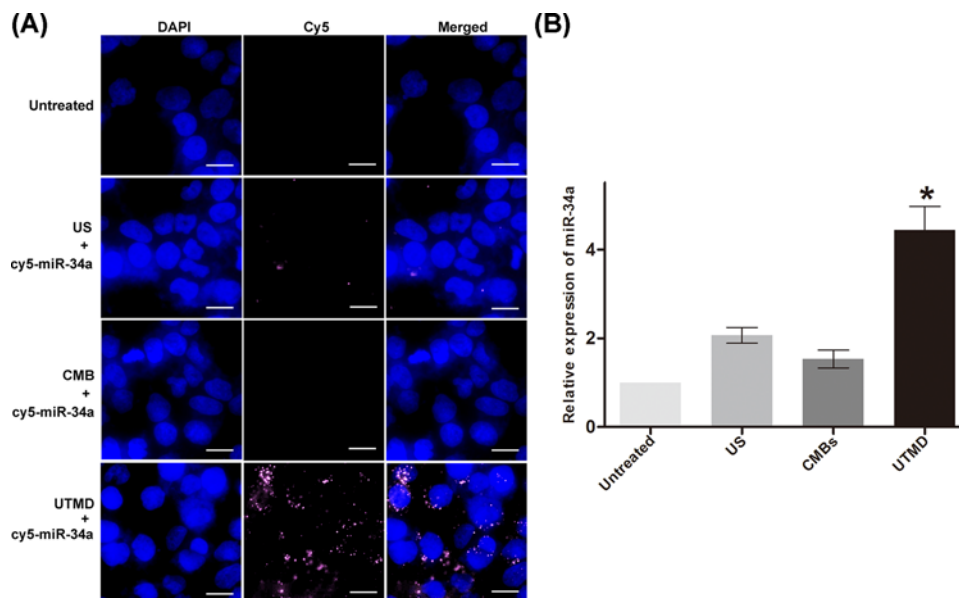 (A)
DAPI
Cy5
Merged
Untreated
US
+
cy5-miR-34a
CMB
+
cy5-miR-34a
UTMD
+
cy5-miR-34a
(B)
Relative expression of miR-34a
4
2
0
*
Untreated
US
CMBs
UTMD